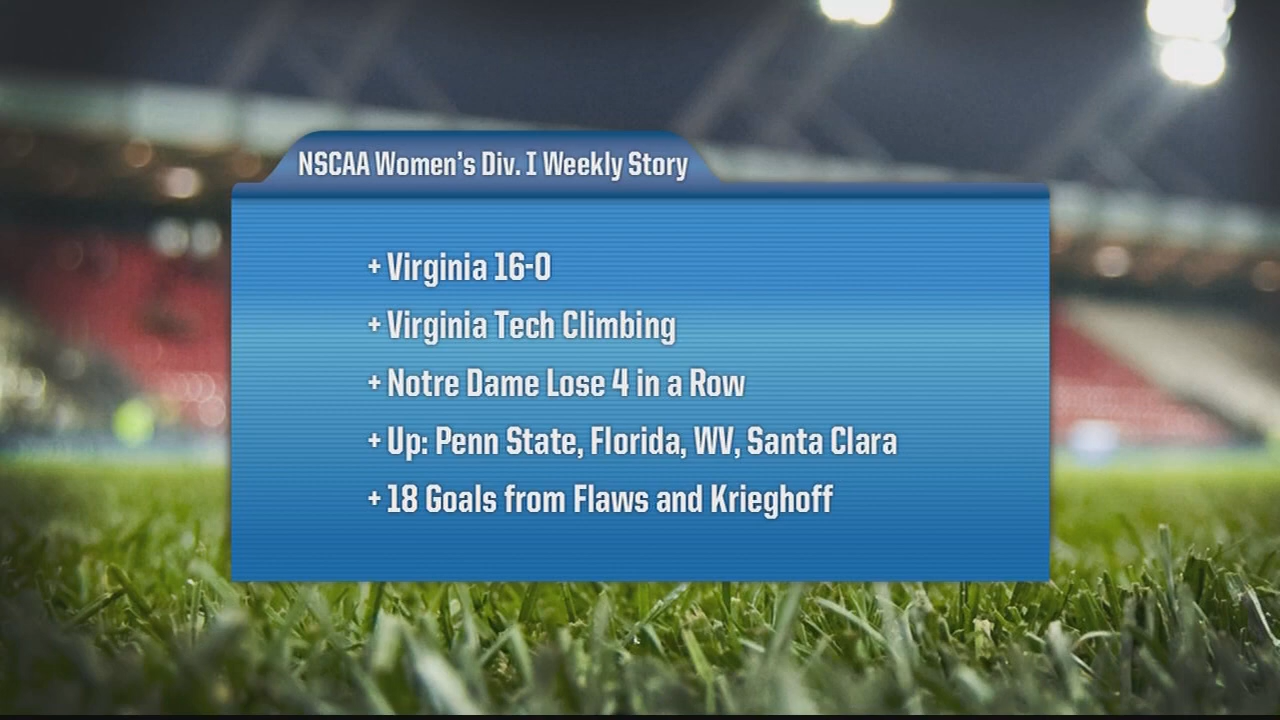 NSCAA Women's Div. I Weekly Story
+ Virginia 16-0
+ Virginia Tech Climbing
+ Notre Dame Lose 4 in a Row
+ Up: Penn State, Florida, WV, Santa Clara
+ 18 Goals from Flaws and Krieghoff